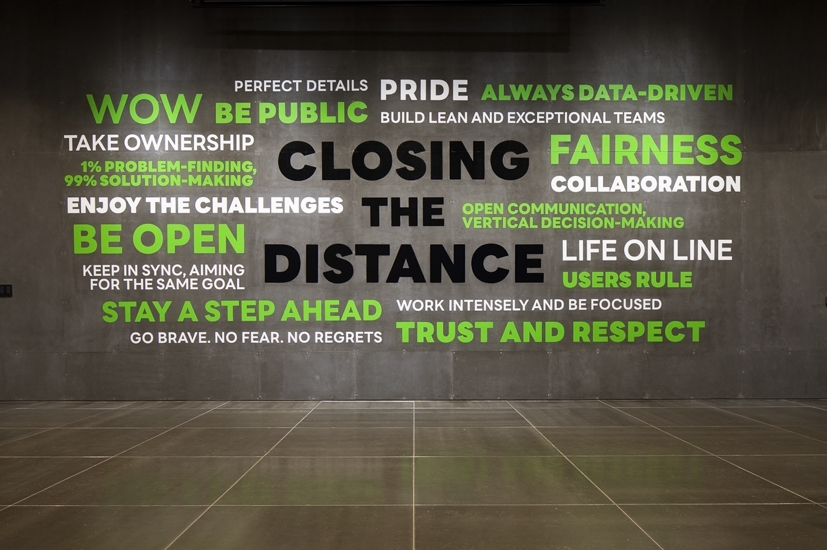 PERFECT DETAILS
PRIDE
ALWAYS DATA-DRIVEN
WOW
BE PUBLIC
BUILD LEAN AND EXCEPTIONAL TEAMS
TAKE OWNERSHIP
1% PROBLEM-FINDING,
99% SOLUTION-MAKING
ENJOY THE CHALLENGES
BE OPEN
KEEP IN SYNC, AIMING
FOR THE SAME GOAL
CLOSING
THE
DISTANCE
FAIRNESS
COLLABORATION
OPEN COMMUNICATION,
VERTICAL DECISION-MAKING
LIFE ON LINE
USERS RULE
STAY A STEP AHEAD
WORK INTENSELY AND BE FOCUSED
GO BRAVE. NO FEAR. NO REGRETS
TRUST AND RESPECT